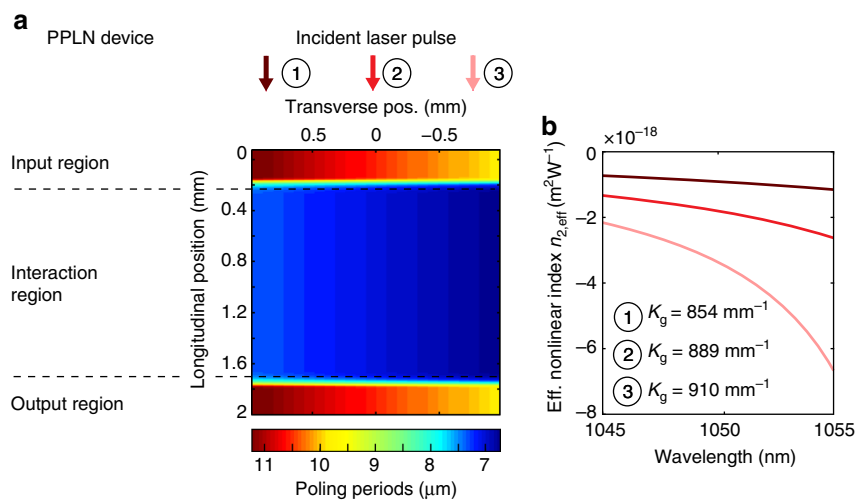 a
PPLN device
Incident laser pulse
1
2
3
Transverse pos. (mm)
0.5
0
−0.5
Input region
Interaction
region
Output region
Longitudinal position (mm)
0
0.4
0.8
1.2
1.6
2
11
10
9
8
7
Poling periods (μm)
b
×10⁻¹⁸
Eff. nonlinear index n₂,eff (m²W⁻¹)
0
−2
−4
−6
−8
1 Kg = 854 mm⁻¹
2 Kg = 889 mm⁻¹
3 Kg = 910 mm⁻¹
1045
1050
1055
Wavelength (nm)